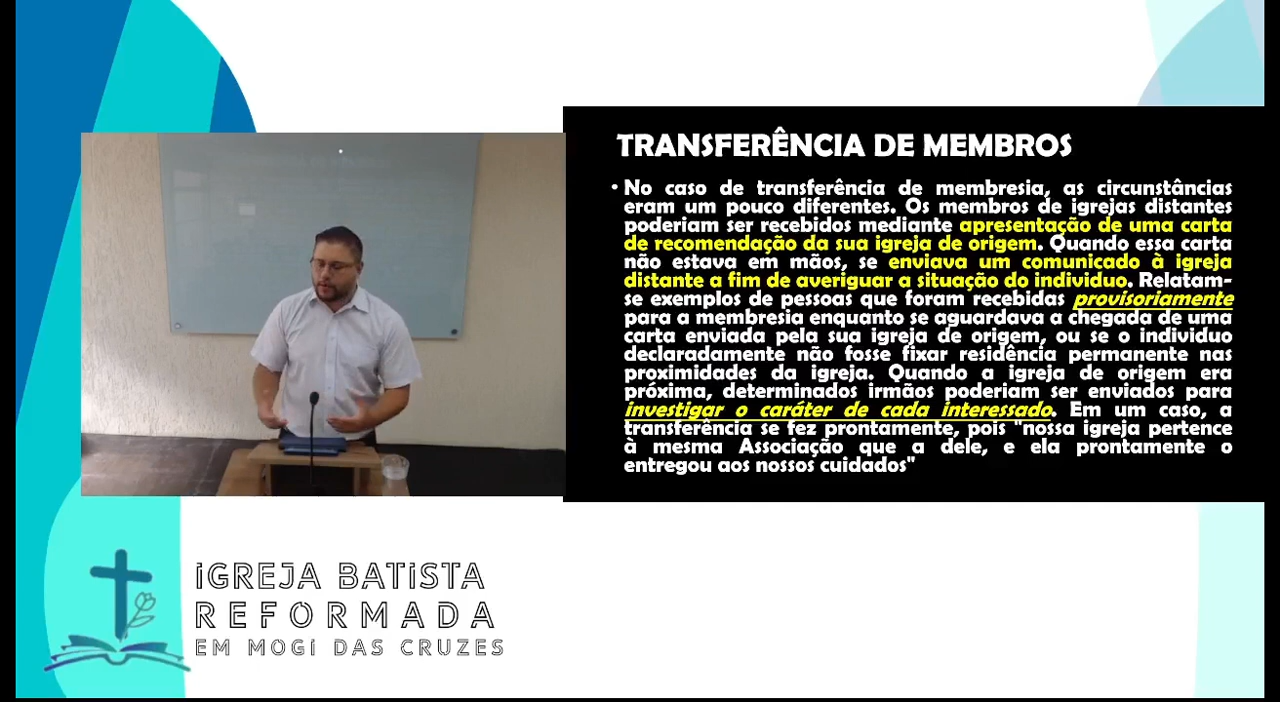 TRANSFERÊNCIA DE MEMBROS
• No caso de transferência de membresia, as circunstâncias
eram um pouco diferentes. Os membros de igrejas distantes
poderiam ser recebidos mediante apresentação de uma carta
de recomendação da sua igreja de origem. Quando essa carta
não estava em mãos, se enviava um comunicado à igreja
distante a fim de averiguar a situação do individuo. Relatam-
se exemplos de pessoas que foram recebidas provisoriamente
para a membresia enquanto se aguardava a chegada de uma
carta enviada pela sua igreja de origem, ou se o individuo
declaradamente não fosse fixar residência permanente nas
proximidades da igreja. Quando a igreja de origem era
próxima, determinados irmãos poderiam ser enviados para
investigar o caráter de cada interessado. Em um caso, a
transferência se fez prontamente, pois "nossa igreja pertence
à mesma Associação que a dele, e ela prontamente o
entregou aos nossos cuidados"
IGREJA BATISTA
REFORMADA
EM MOGI DAS CRUZES